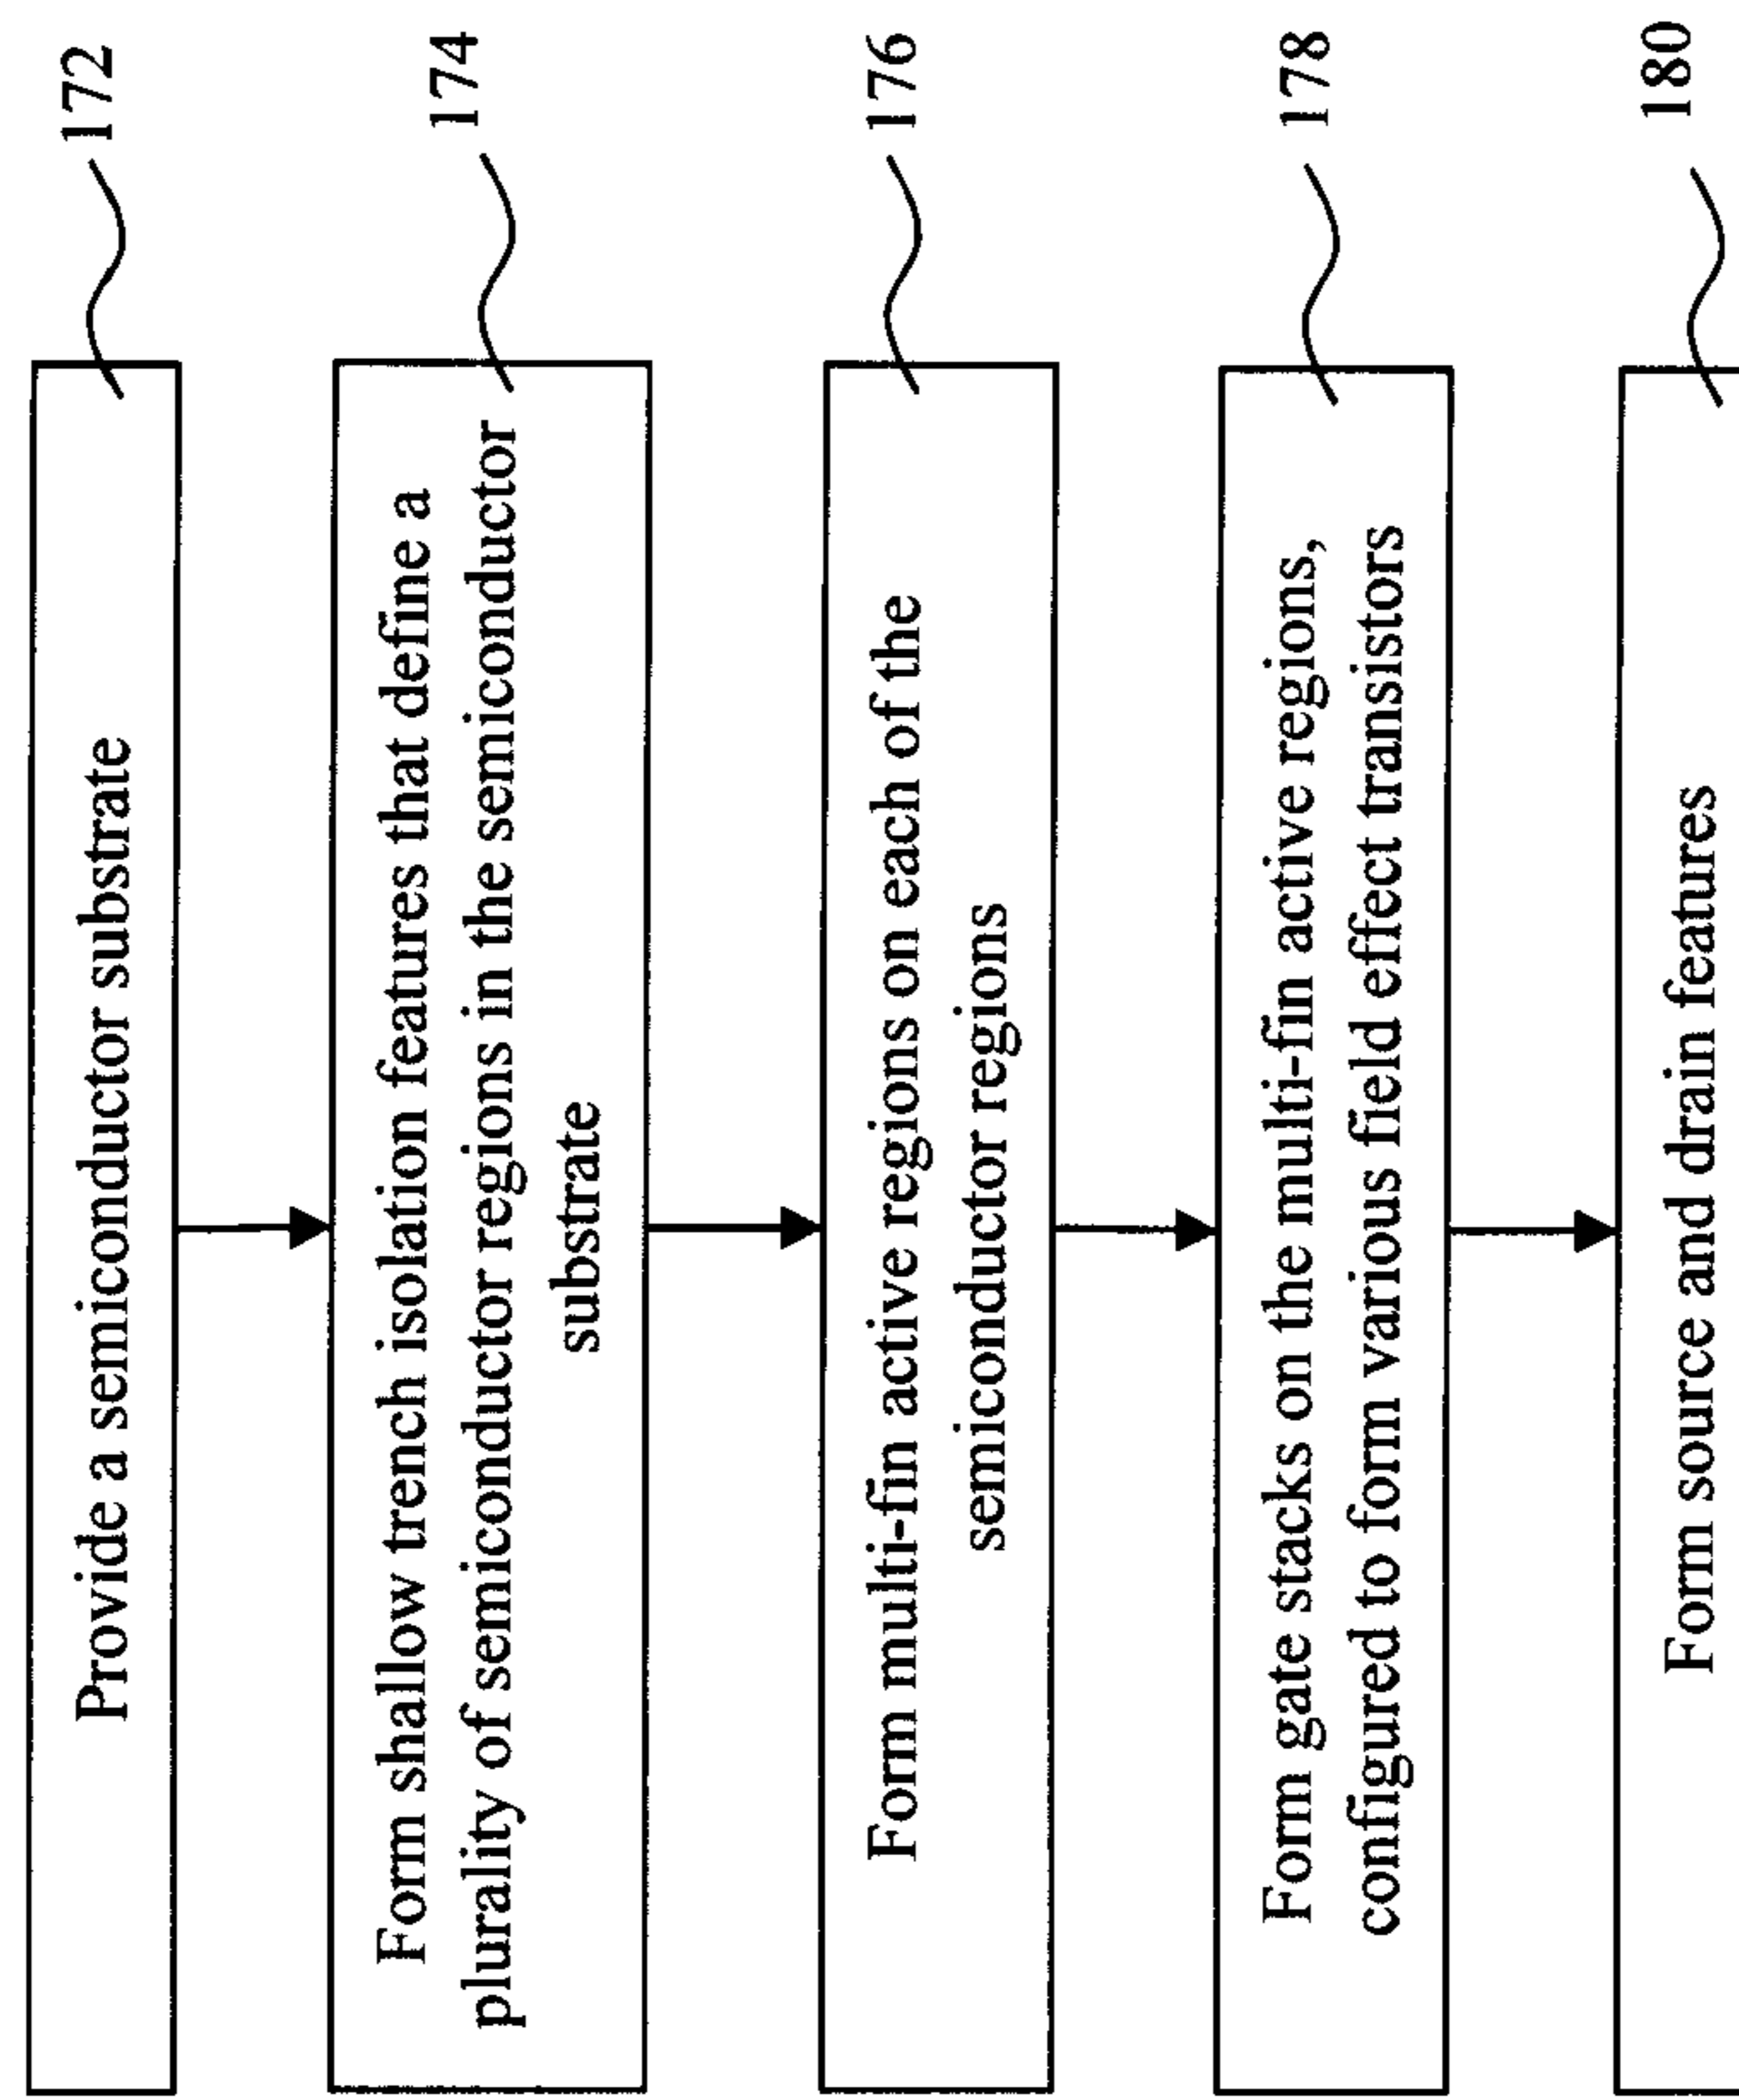 Provide a semiconductor substrate
172
Form shallow trench isolation features that define a
plurality of semiconductor regions in the semiconductor
substrate
174
Form multi-fin active regions on each of the
semiconductor regions
176
Form gate stacks on the multi-fin active regions,
configured to form various field effect transistors
178
Form source and drain features
180